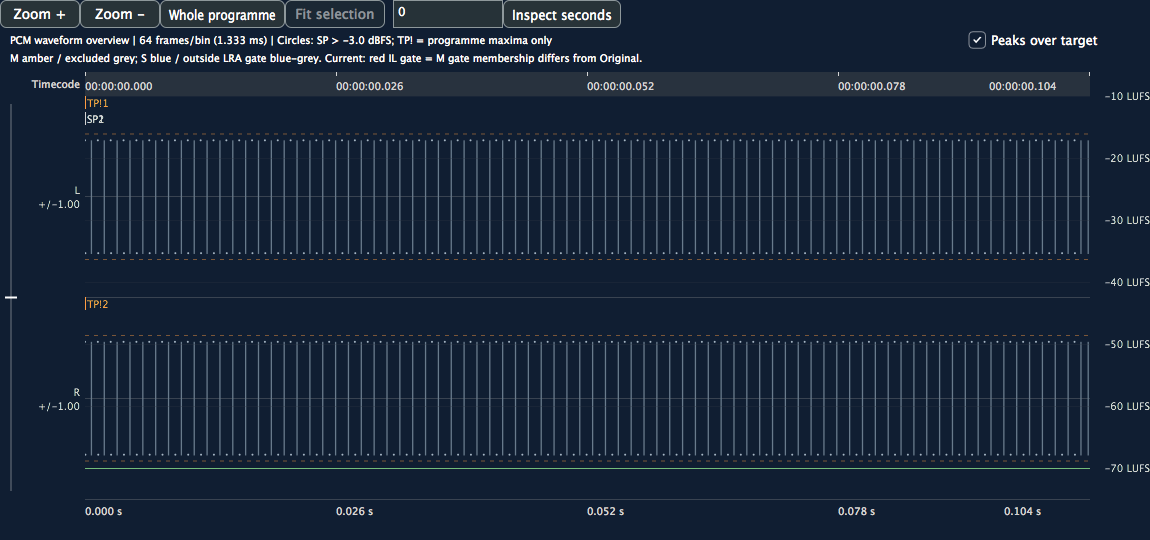 Zoom + Zoom − Whole programme Fit selection 0 Inspect seconds
PCM waveform overview | 64 frames/bin (1.333 ms) | Circles: SP > −3.0 dBFS; TP! = programme maxima only
Peaks over target
M amber / excluded grey; S blue / outside LRA gate blue-grey. Current: red IL gate = M gate membership differs from Original.
Timecode 00:00:00.000 00:00:00.026 00:00:00.052 00:00:00.078 00:00:00.104
−10 LUFS
TP!1
SP2
−20 LUFS
L
+/−1.00
−30 LUFS
−40 LUFS
TP!2
−50 LUFS
R
+/−1.00
−60 LUFS
−70 LUFS
0.000 s 0.026 s 0.052 s 0.078 s 0.104 s